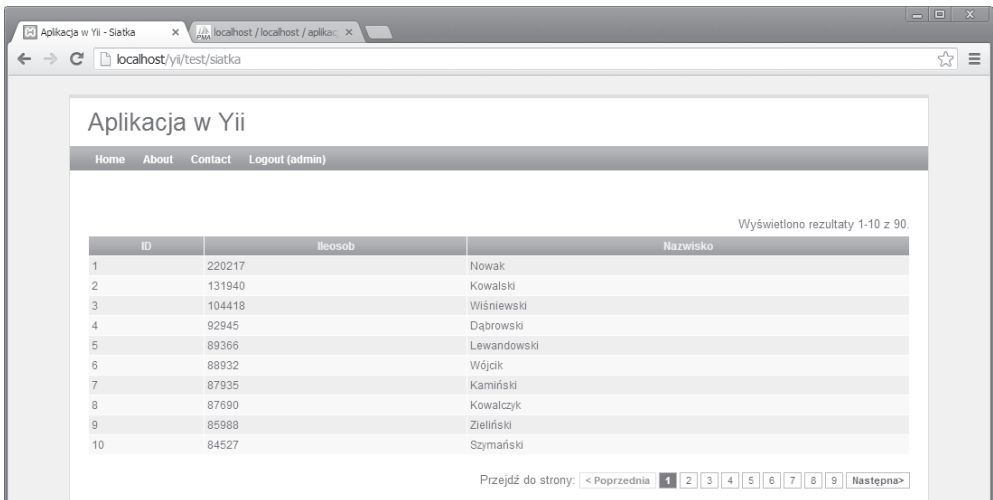 Aplikacja w Yii - Siatka × localhost / localhost / aplikac ×
localhost/yii/test/siatka
Aplikacja w Yii
Home About Contact Logout (admin)
Wyświetlono rezultaty 1-10 z 90.
ID Ileosob Nazwisko
1 220217 Nowak
2 131940 Kowalski
3 104418 Wiśniewski
4 92945 Dąbrowski
5 89366 Lewandowski
6 88932 Wójcik
7 87935 Kamiński
8 87690 Kowalczyk
9 85988 Zieliński
10 84527 Szymański
Przejdź do strony: < Poprzednia 1 2 3 4 5 6 7 8 9 Następna>